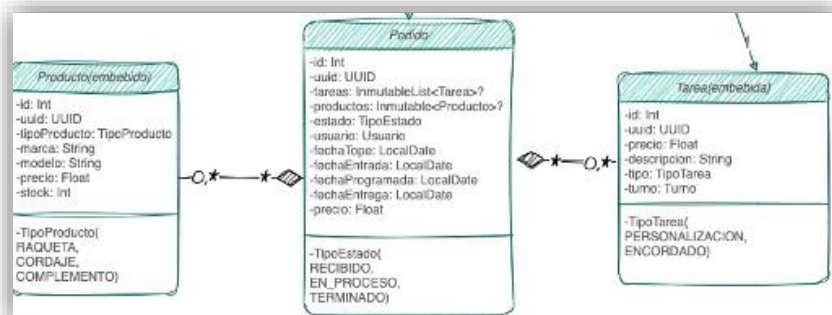 Producto(embebido)
-id: Int
-uuid: UUID
-tipoProducto: TipoProducto
-marca: String
-modelo: String
-precio: Float
-stock: Int
-TipoProducto(
RAQUETA,
CORDAJE,
COMPLEMENTO)
0,*
*
Pedido
-id: Int
-uuid: UUID
-tareas: InmutableList<Tarea>?
-productos: Inmutable<Producto>?
-estado: TipoEstado
-usuario: Usuario
-fechaTope: LocalDate
-fechaEntrada: LocalDate
-fechaProgramada: LocalDate
-fechaEntrega: LocalDate
-precio: Float
-TipoEstado(
RECIBIDO,
EN_PROCESO,
TERMINADO)
*
0,*
Tarea(embebida)
-id: Int
-uuid: UUID
-precio: Float
-descripcion: String
-tipo: TipoTarea
-turno: Turno
-TipoTarea(
PERSONALIZACION,
ENCORDADO)